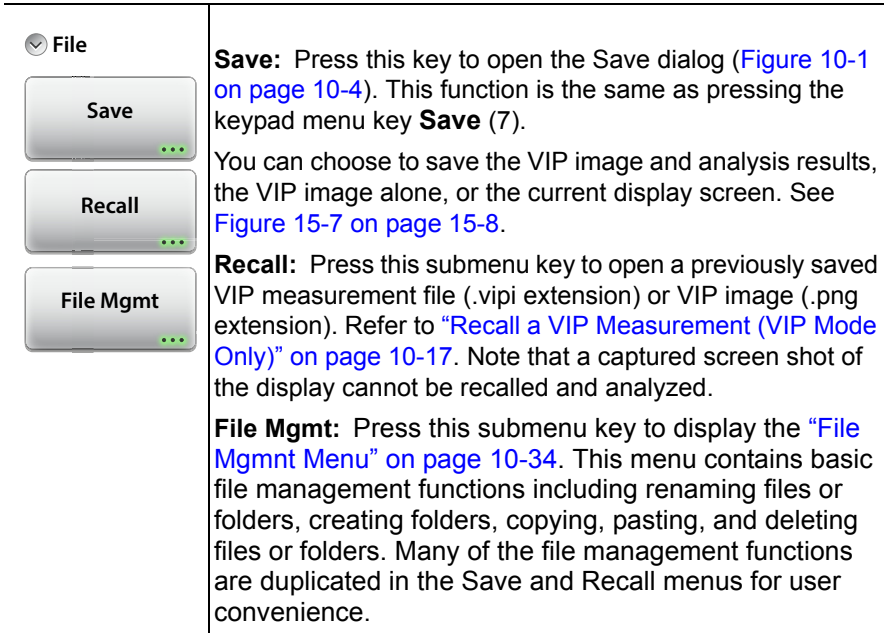 File
Save
Recall
File Mgmt
Save: Press this key to open the Save dialog (Figure 10-1
on page 10-4). This function is the same as pressing the
keypad menu key Save (7).
You can choose to save the VIP image and analysis results,
the VIP image alone, or the current display screen. See
Figure 15-7 on page 15-8.
Recall: Press this submenu key to open a previously saved
VIP measurement file (.vipi extension) or VIP image (.png
extension). Refer to “Recall a VIP Measurement (VIP Mode
Only)” on page 10-17. Note that a captured screen shot of
the display cannot be recalled and analyzed.
File Mgmt: Press this submenu key to display the “File
Mgmnt Menu” on page 10-34. This menu contains basic
file management functions including renaming files or
folders, creating folders, copying, pasting, and deleting
files or folders. Many of the file management functions
are duplicated in the Save and Recall menus for user
convenience.